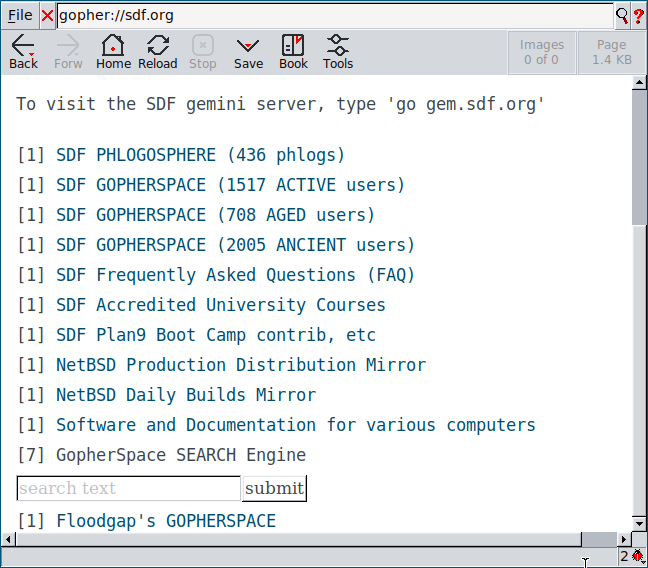 File gopher://sdf.org ?
Back Forw Home Reload Stop Save Book Tools Images 0 of 0 Page 1.4 KB
To visit the SDF gemini server, type 'go gem.sdf.org'
[1] SDF PHLOGOSPHERE (436 phlogs)
[1] SDF GOPHERSPACE (1517 ACTIVE users)
[1] SDF GOPHERSPACE (708 AGED users)
[1] SDF GOPHERSPACE (2005 ANCIENT users)
[1] SDF Frequently Asked Questions (FAQ)
[1] SDF Accredited University Courses
[1] SDF Plan9 Boot Camp contrib, etc
[1] NetBSD Production Distribution Mirror
[1] NetBSD Daily Builds Mirror
[1] Software and Documentation for various computers
[7] GopherSpace SEARCH Engine
search text submit
[1] Floodgap's GOPHERSPACE
2